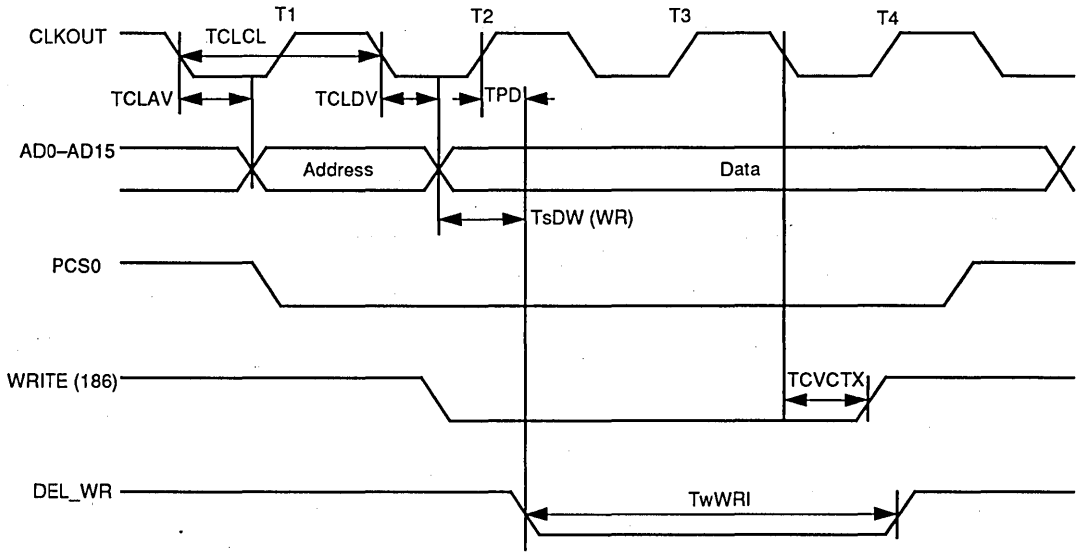 T1 T2 T3 T4
CLKOUT TCLCL
TCLAV TCLDV TPD
AD0–AD15 Address Data
TsDW (WR)
PCS0
WRITE (186) TCVCTX
DEL_WR TwWRI